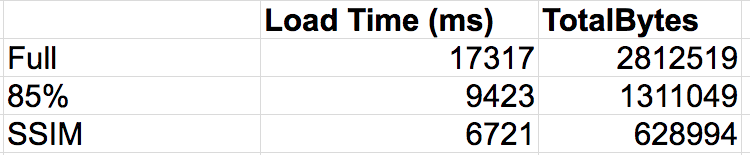 Load Time (ms) TotalBytes
Full 17317 2812519
85% 9423 1311049
SSIM 6721 628994